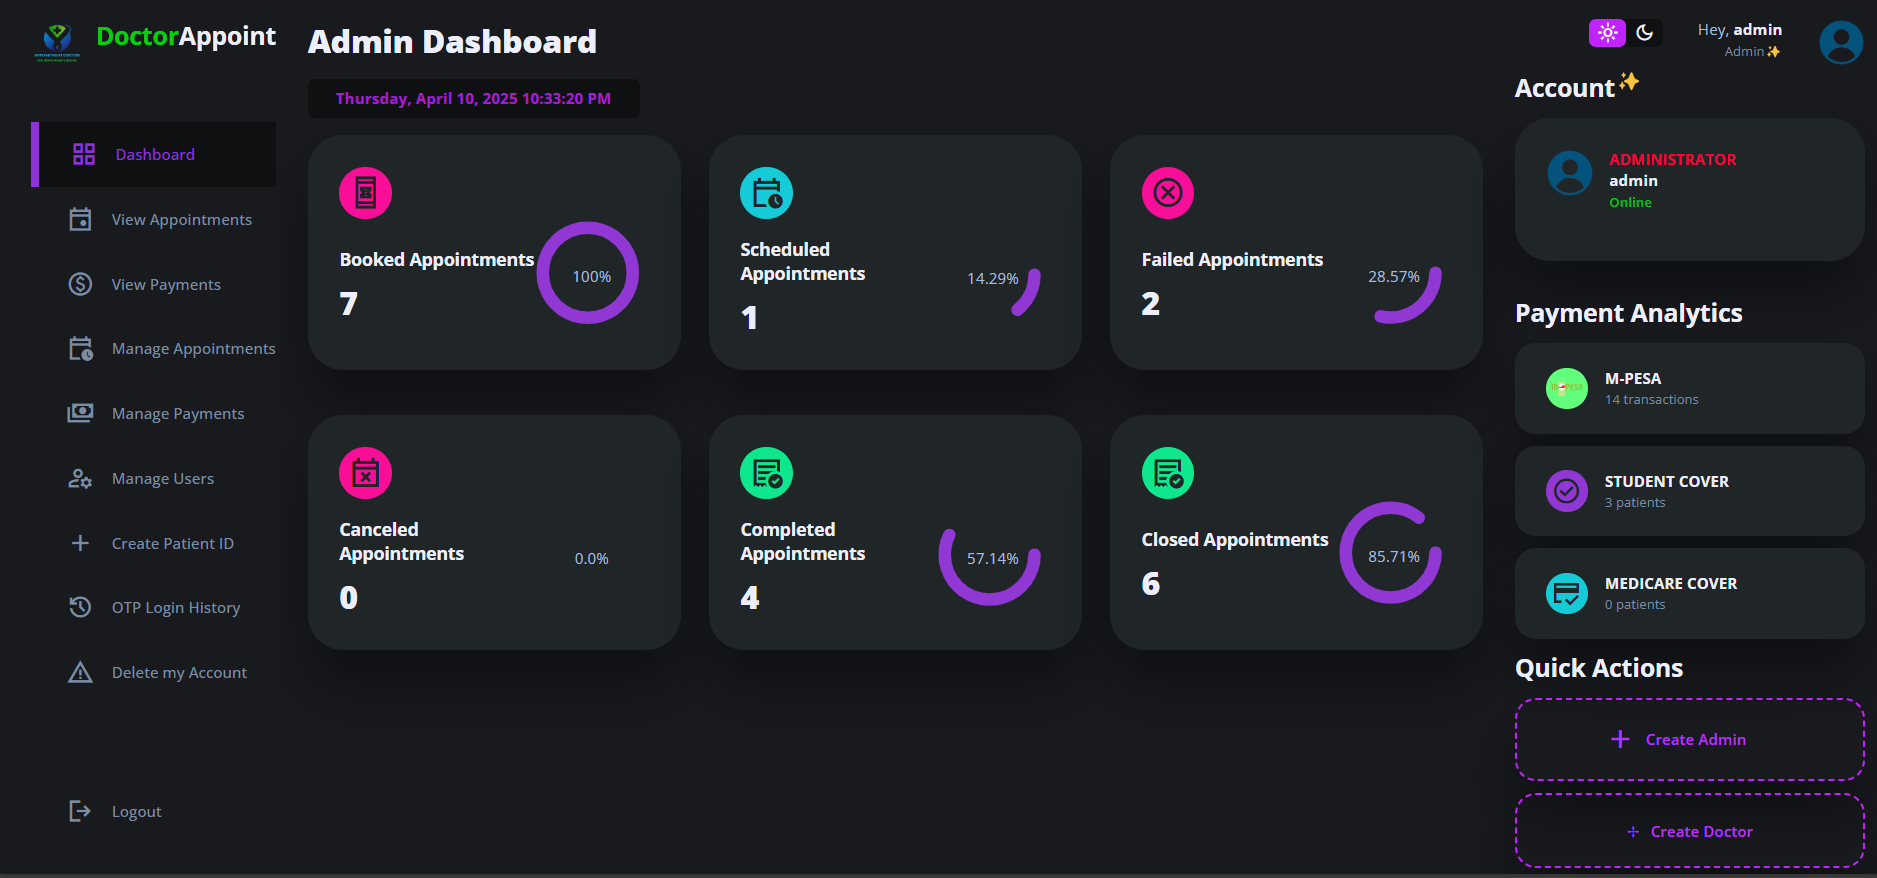 DoctorAppoint
Dashboard
View Appointments
View Payments
Manage Appointments
Manage Payments
Manage Users
Create Patient ID
OTP Login History
Delete my Account
Logout
Admin Dashboard
Thursday, April 10, 2025 10:33:20 PM
Booked Appointments
7
100%
Scheduled
Appointments
1
14.29%
Failed Appointments
2
28.57%
Canceled
Appointments
0
0.0%
Completed
Appointments
4
57.14%
Closed Appointments
6
85.71%
Hey, admin
Admin✨
Account✨
ADMINISTRATOR
admin
Online
Payment Analytics
M-PESA
14 transactions
STUDENT COVER
3 patients
MEDICARE COVER
0 patients
Quick Actions
Create Admin
Create Doctor